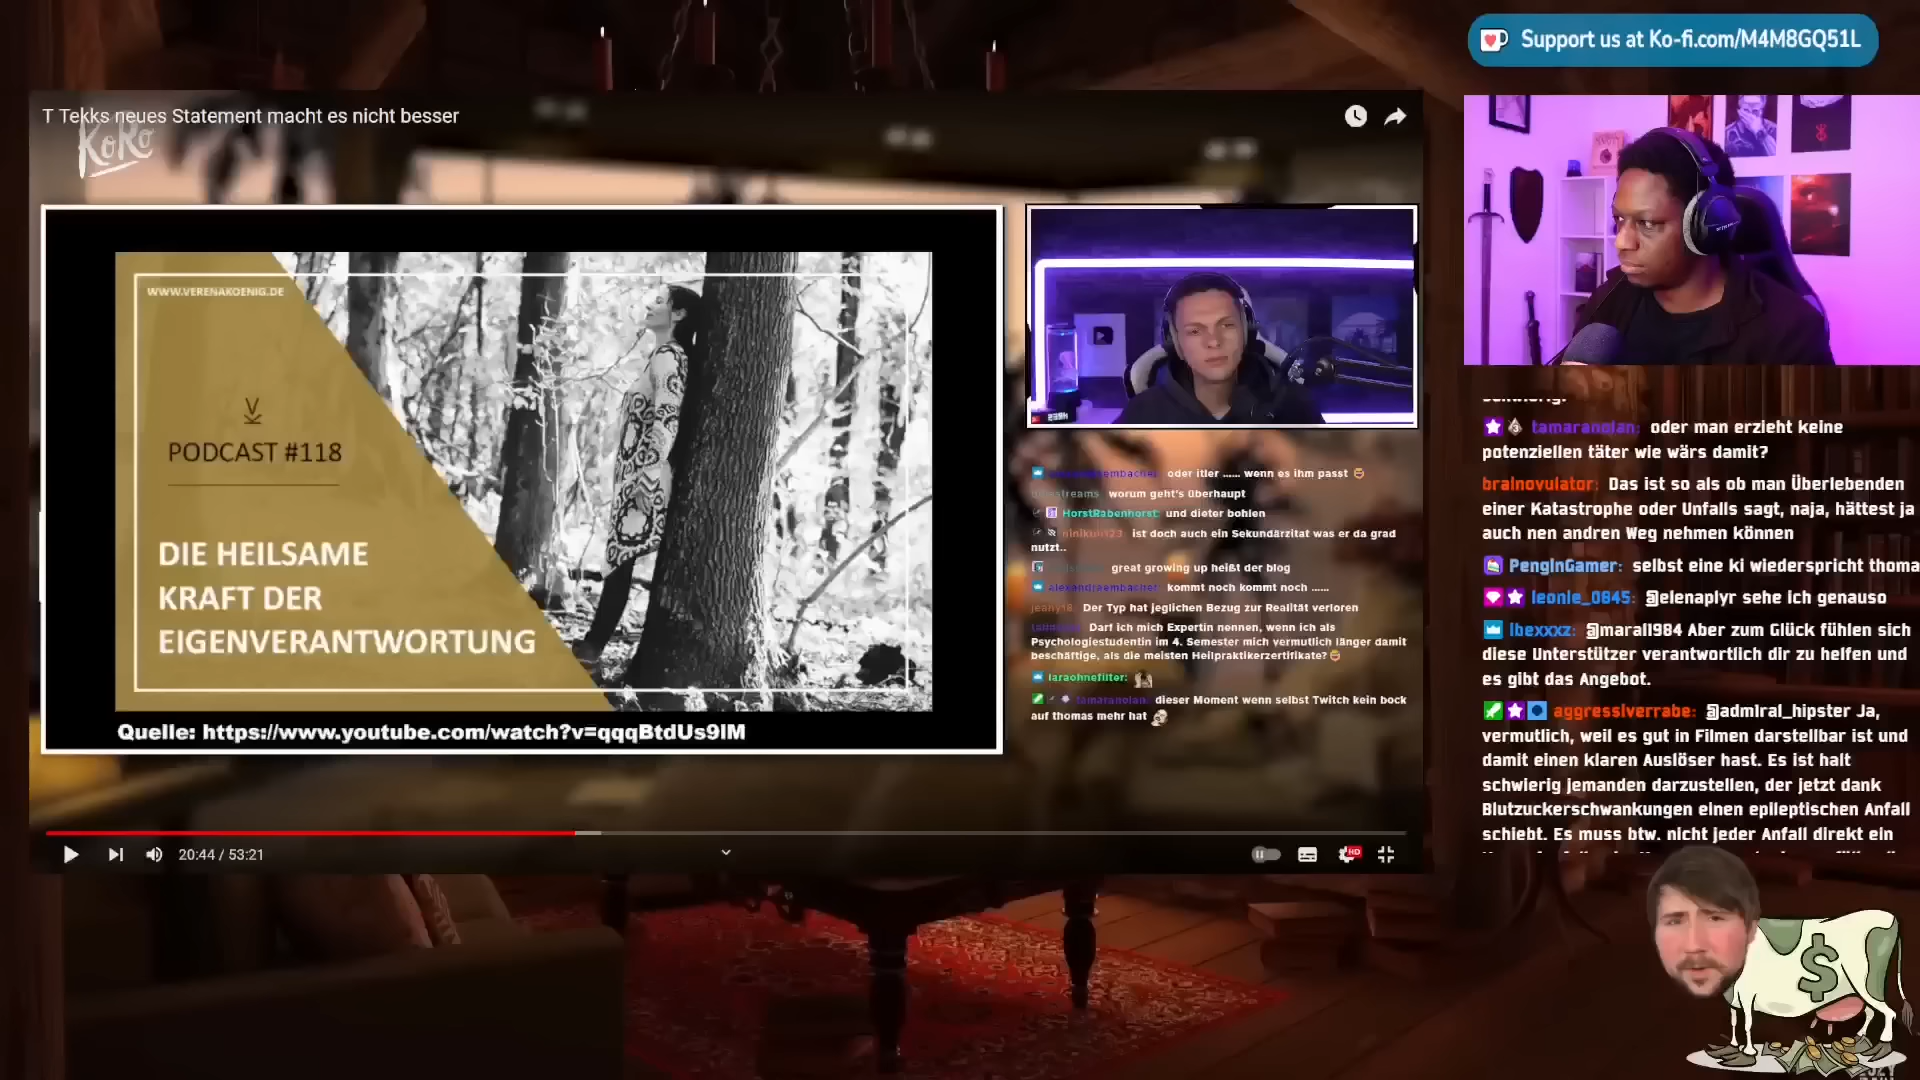 Support us at Ko-fi.com/M4M8GQ51L
T Tekks neues Statement macht es nicht besser
KoRo
WWW.VERENAKOENIG.DE
PODCAST #118
DIE HEILSAME
KRAFT DER
EIGENVERANTWORTUNG
Quelle: https://www.youtube.com/watch?v=qqqBtdUs9IM
oder itler ...... wenn es ihm passt
worum geht's überhaupt
HorstRabenhorst: und dieter bohlen
ist doch auch ein Sekundärzitat was er da grad
nutzt..
great growing up heißt der blog
kommt noch kommt noch ......
Der Typ hat jeglichen Bezug zur Realität verloren
Darf ich mich Expertin nennen, wenn ich als
Psychologiestudentin im 4. Semester mich vermutlich länger damit
beschäftige, als die meisten Heilpraktikerzertifikate?
laraohnefilter:
tamaranolan: dieser Moment wenn selbst Twitch kein bock
auf thomas mehr hat
20:44 / 53:21
HD
tamaranolan: oder man erzieht keine
potenziellen täter wie wärs damit?
brainovulator: Das ist so als ob man Überlebenden
einer Katastrophe oder Unfalls sagt, naja, hättest ja
auch nen andren Weg nehmen können
PenginGamer: selbst eine ki wiederspricht thoma
leonie_0845: @elenaplyr sehe ich genauso
lbexxxz: @marali984 Aber zum Glück fühlen sich
diese Unterstützer verantwortlich dir zu helfen und
es gibt das Angebot.
aggressiverrabe: @admiral_hipster Ja,
vermutlich, weil es gut in Filmen darstellbar ist und
damit einen klaren Auslöser hast. Es ist halt
schwierig jemanden darzustellen, der jetzt dank
Blutzuckerschwankungen einen epileptischen Anfall
schiebt. Es muss btw. nicht jeder Anfall direkt ein
$